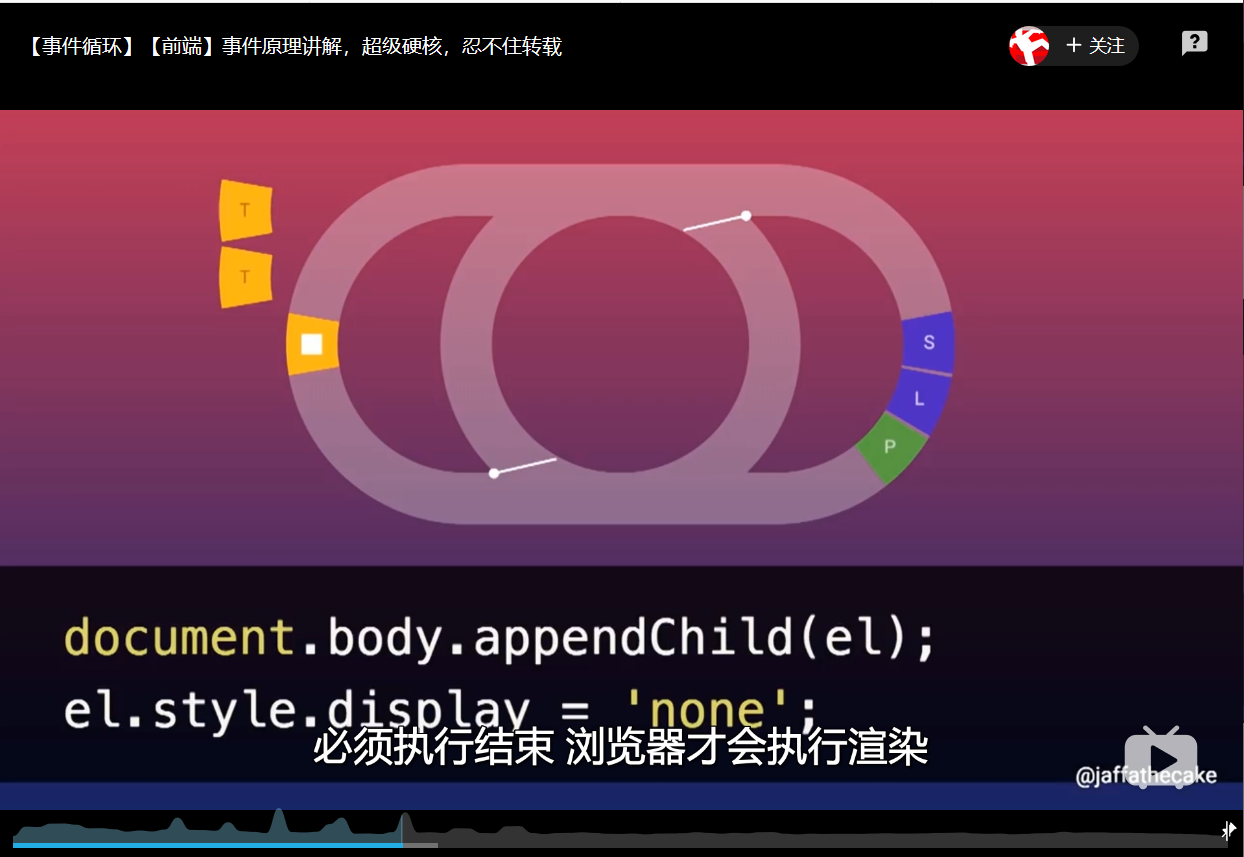 【事件循环】【前端】事件原理讲解，超级硬核，忍不住转载
+ 关注
?
T
T
S
L
P
document.body.appendChild(el);
el.style.display = 'none';
必须执行结束 浏览器才会执行渲染
@jaffathecake